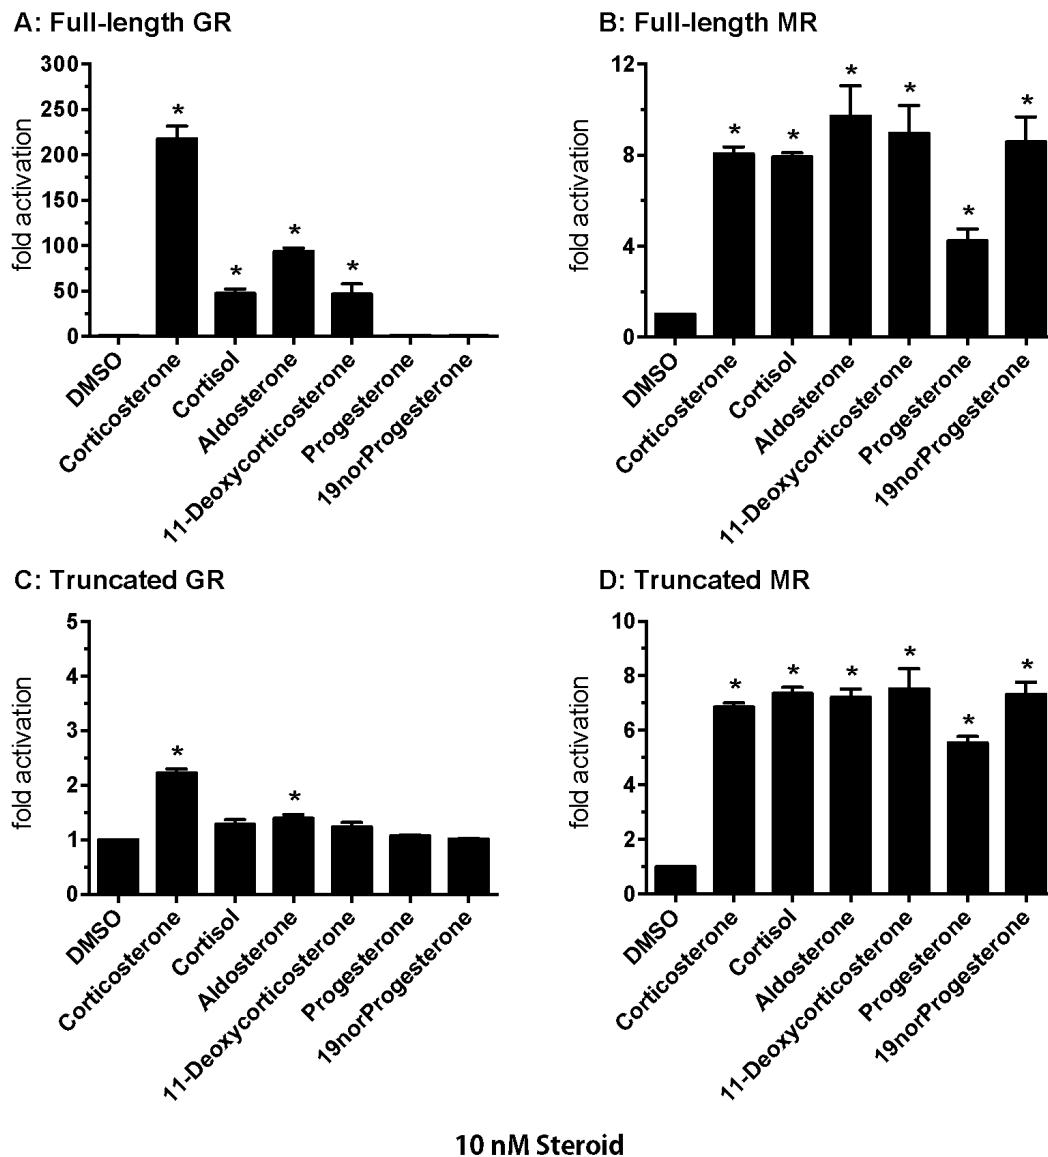 A: Full-length GR
fold activation
300
250
200
150
100
50
0
*
*
*
*
DMSO
Corticosterone
Cortisol
Aldosterone
11-Deoxycorticosterone
Progesterone
19norProgesterone
B: Full-length MR
fold activation
12
8
4
0
*
*
*
*
*
*
DMSO
Corticosterone
Cortisol
Aldosterone
11-Deoxycorticosterone
Progesterone
19norProgesterone
C: Truncated GR
fold activation
5
4
3
2
1
0
*
*
DMSO
Corticosterone
Cortisol
Aldosterone
11-Deoxycorticosterone
Progesterone
19norProgesterone
D: Truncated MR
fold activation
10
8
6
4
2
0
*
*
*
*
*
*
DMSO
Corticosterone
Cortisol
Aldosterone
11-Deoxycorticosterone
Progesterone
19norProgesterone
10 nM Steroid